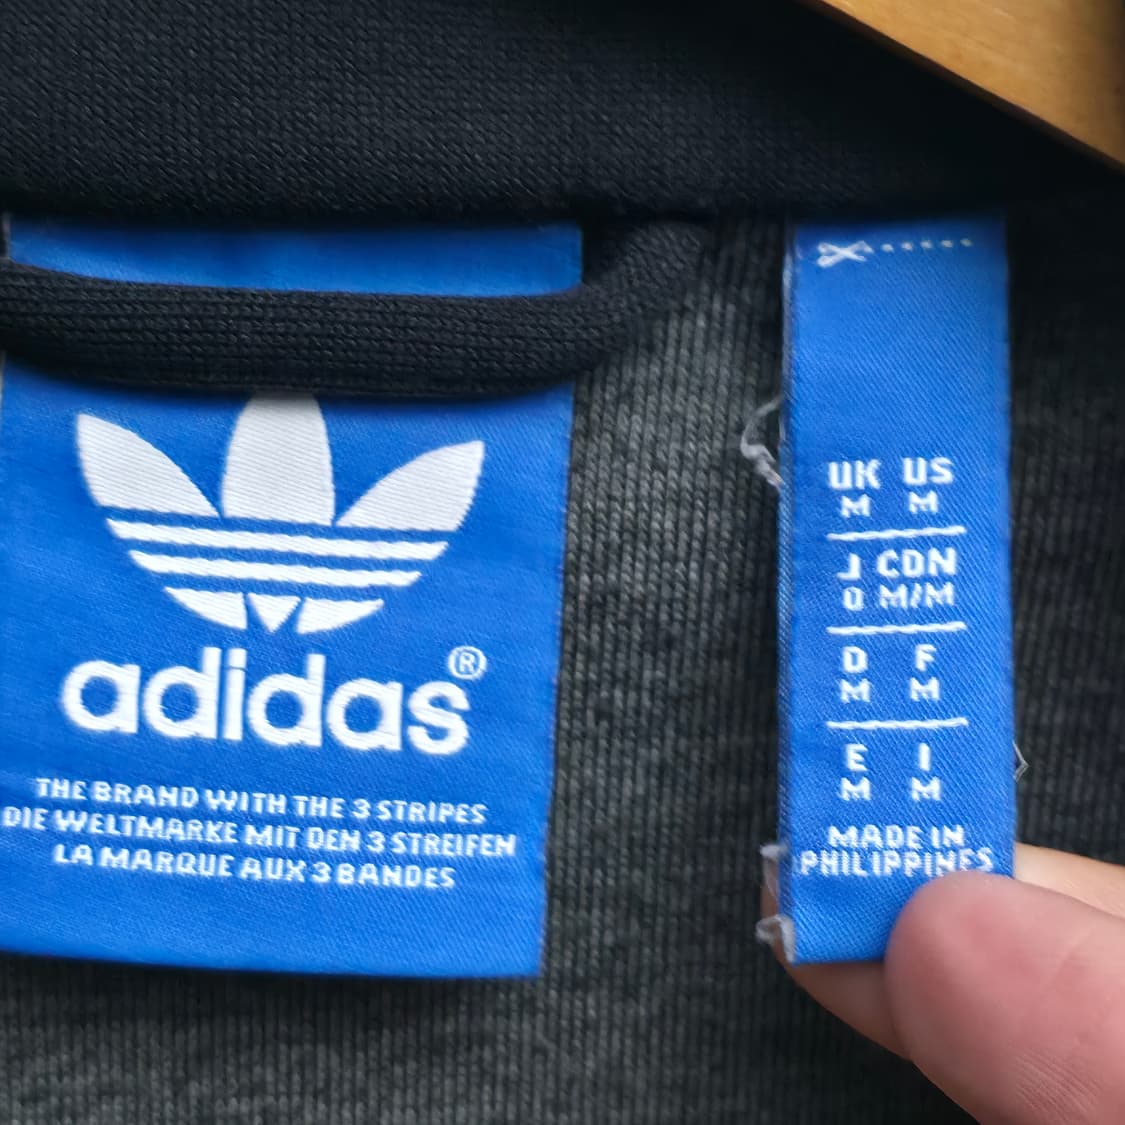 adidas®
THE BRAND WITH THE 3 STRIPES
DIE WELTMARKE MIT DEN 3 STREIFEN
LA MARQUE AUX 3 BANDES
UK US
M M
J CDN
O M/M
D F
M M
E I
M M
MADE IN
PHILIPPINES